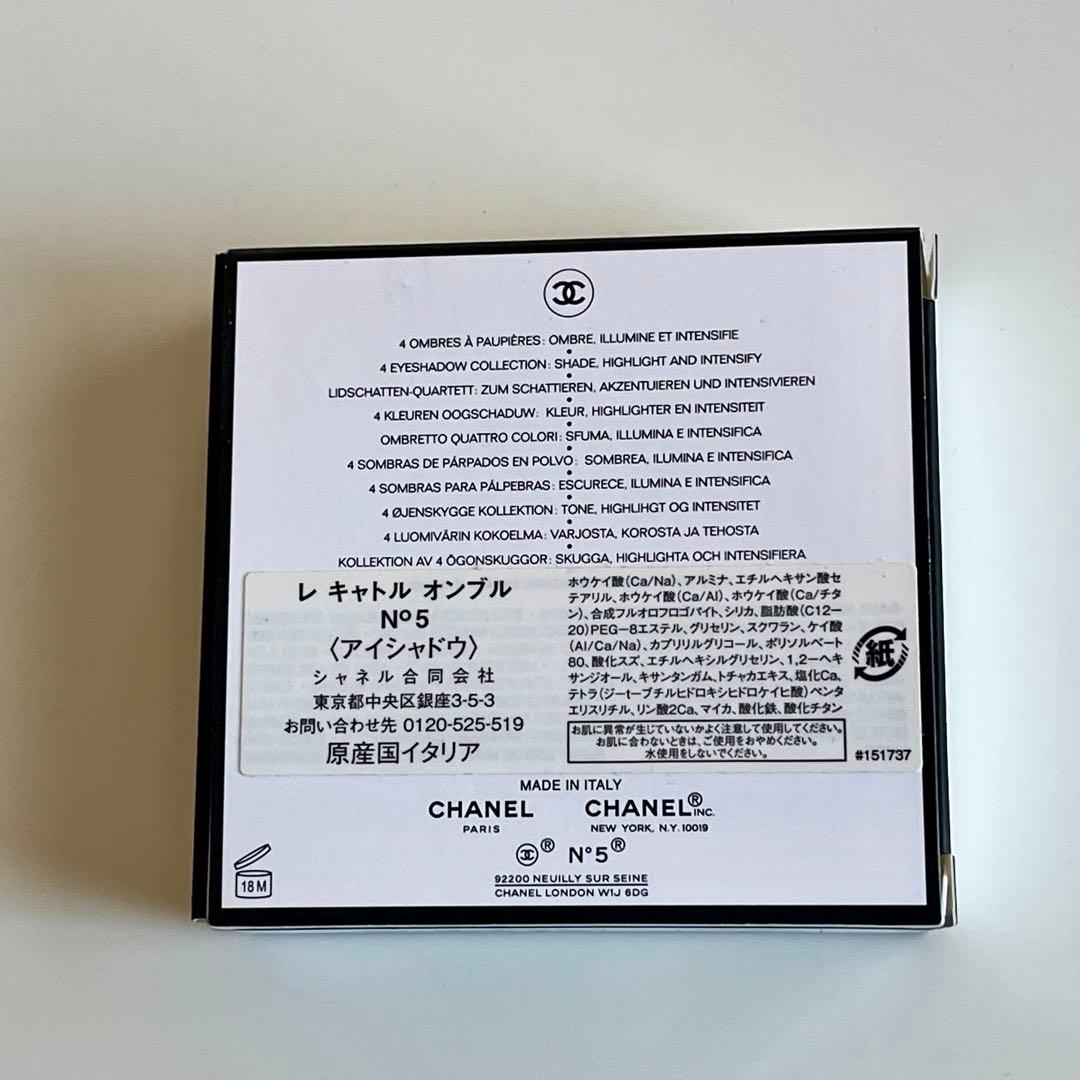 4 OMBRES À PAUPIÈRES: OMBRE, ILLUMINE ET INTENSIFIE
4 EYESHADOW COLLECTION: SHADE, HIGHLIGHT AND INTENSIFY
LIDSCHATTEN-QUARTETT: ZUM SCHATTIEREN, AKZENTUIEREN UND INTENSIVIEREN
4 KLEUREN OOGSCHADUW: KLEUR, HIGHLIGHTER EN INTENSITEIT
OMBRETTO QUATTRO COLORI: SFUMA, ILLUMINA E INTENSIFICA
4 SOMBRAS DE PÁRPADOS EN POLVO: SOMBREA, ILUMINA E INTENSIFICA
4 SOMBRAS PARA PÁLPEBRAS: ESCURECE, ILUMINA E INTENSIFICA
4 ØJENSKYGGE KOLLEKTION: TONE, HIGHLIHGT OG INTENSITET
4 LUOMIVÄRIN KOKOELMA: VARJOSTA, KOROSTA JA TEHOSTA
KOLLEKTION AV 4 ÖGONSKUGGOR: SKUGGA, HIGHLIGHTA OCH INTENSIFIERA
レ キャトル オンブル
Nº5
〈アイシャドウ〉
シャネル合同会社
東京都中央区銀座3-5-3
お問い合わせ先 0120-525-519
原産国イタリア
ホウケイ酸(Ca/Na)、アルミナ、エチルヘキサン酸セ
テアリル、ホウケイ酸(Ca/Al)、ホウケイ酸(Ca/チタ
ン)、合成フルオロフロゴパイト、シリカ、脂肪酸(C12-
20)PEG-8エステル、グリセリン、スクワラン、ケイ酸
(Al/Ca/Na)、カプリリルグリコール、ポリソルベート
80、酸化スズ、エチルヘキシルグリセリン、1,2-ヘキ
サンジオール、キサンタンガム、トチャカエキス、塩化Ca、
テトラ(ジ-t-ブチルヒドロキシヒドロケイヒ酸)ペンタ
エリスリチル、リン酸2Ca、マイカ、酸化鉄、酸化チタン
紙
お肌に異常が生じていないかよく注意して使用してください。
お肌に合わないときは、ご使用をおやめください。
水使用をしないでください。
#151737
MADE IN ITALY
CHANEL CHANEL® INC.
PARIS NEW YORK, N.Y. 10019
® N°5®
92200 NEUILLY SUR SEINE
CHANEL LONDON W1J 6DG
18 M